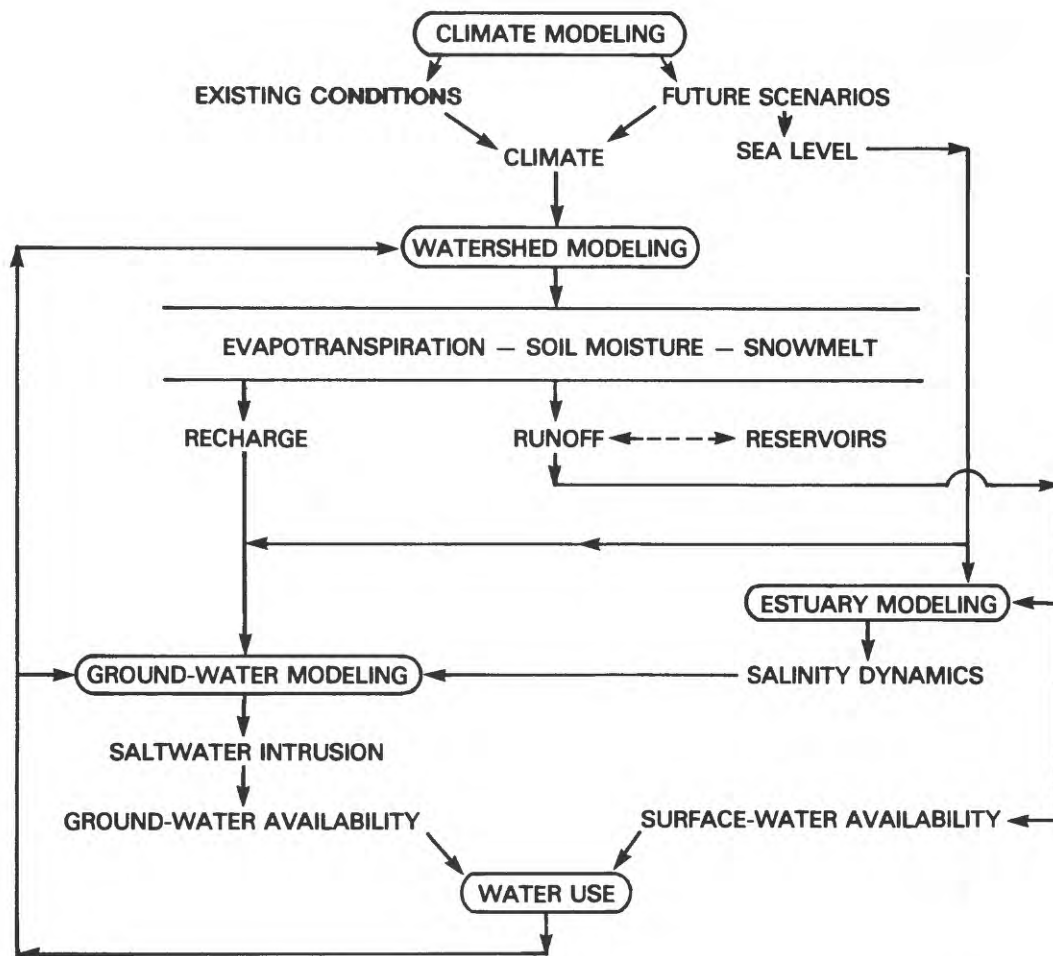 CLIMATE MODELING
EXISTING CONDITIONS
FUTURE SCENARIOS
CLIMATE
SEA LEVEL
WATERSHED MODELING
EVAPOTRANSPIRATION – SOIL MOISTURE – SNOWMELT
RECHARGE
RUNOFF
RESERVOIRS
ESTUARY MODELING
GROUND-WATER MODELING
SALINITY DYNAMICS
SALTWATER INTRUSION
GROUND-WATER AVAILABILITY
SURFACE-WATER AVAILABILITY
WATER USE